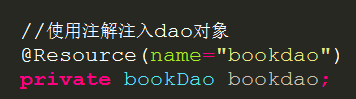 //使用注解注入dao对象
@Resource(name="bookdao")
private bookDao bookdao;